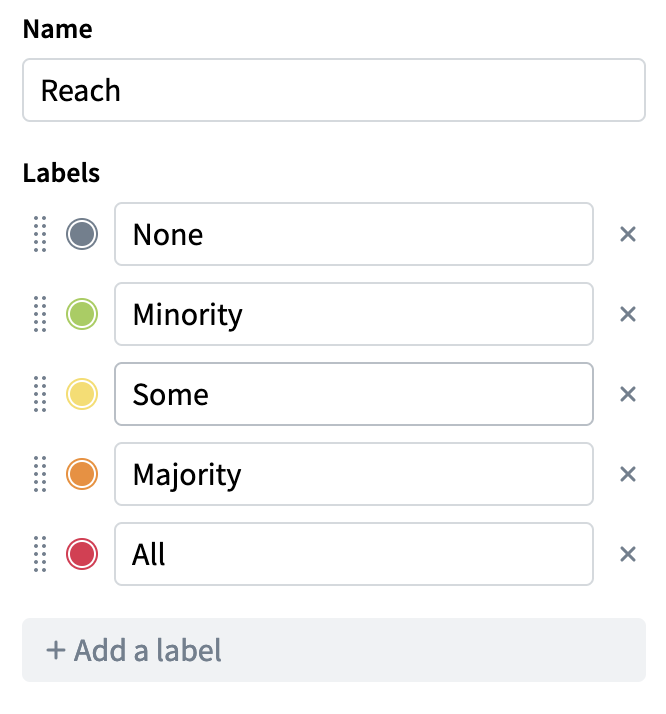 Name
Reach
Labels
None
Minority
Some
Majority
All
+ Add a label